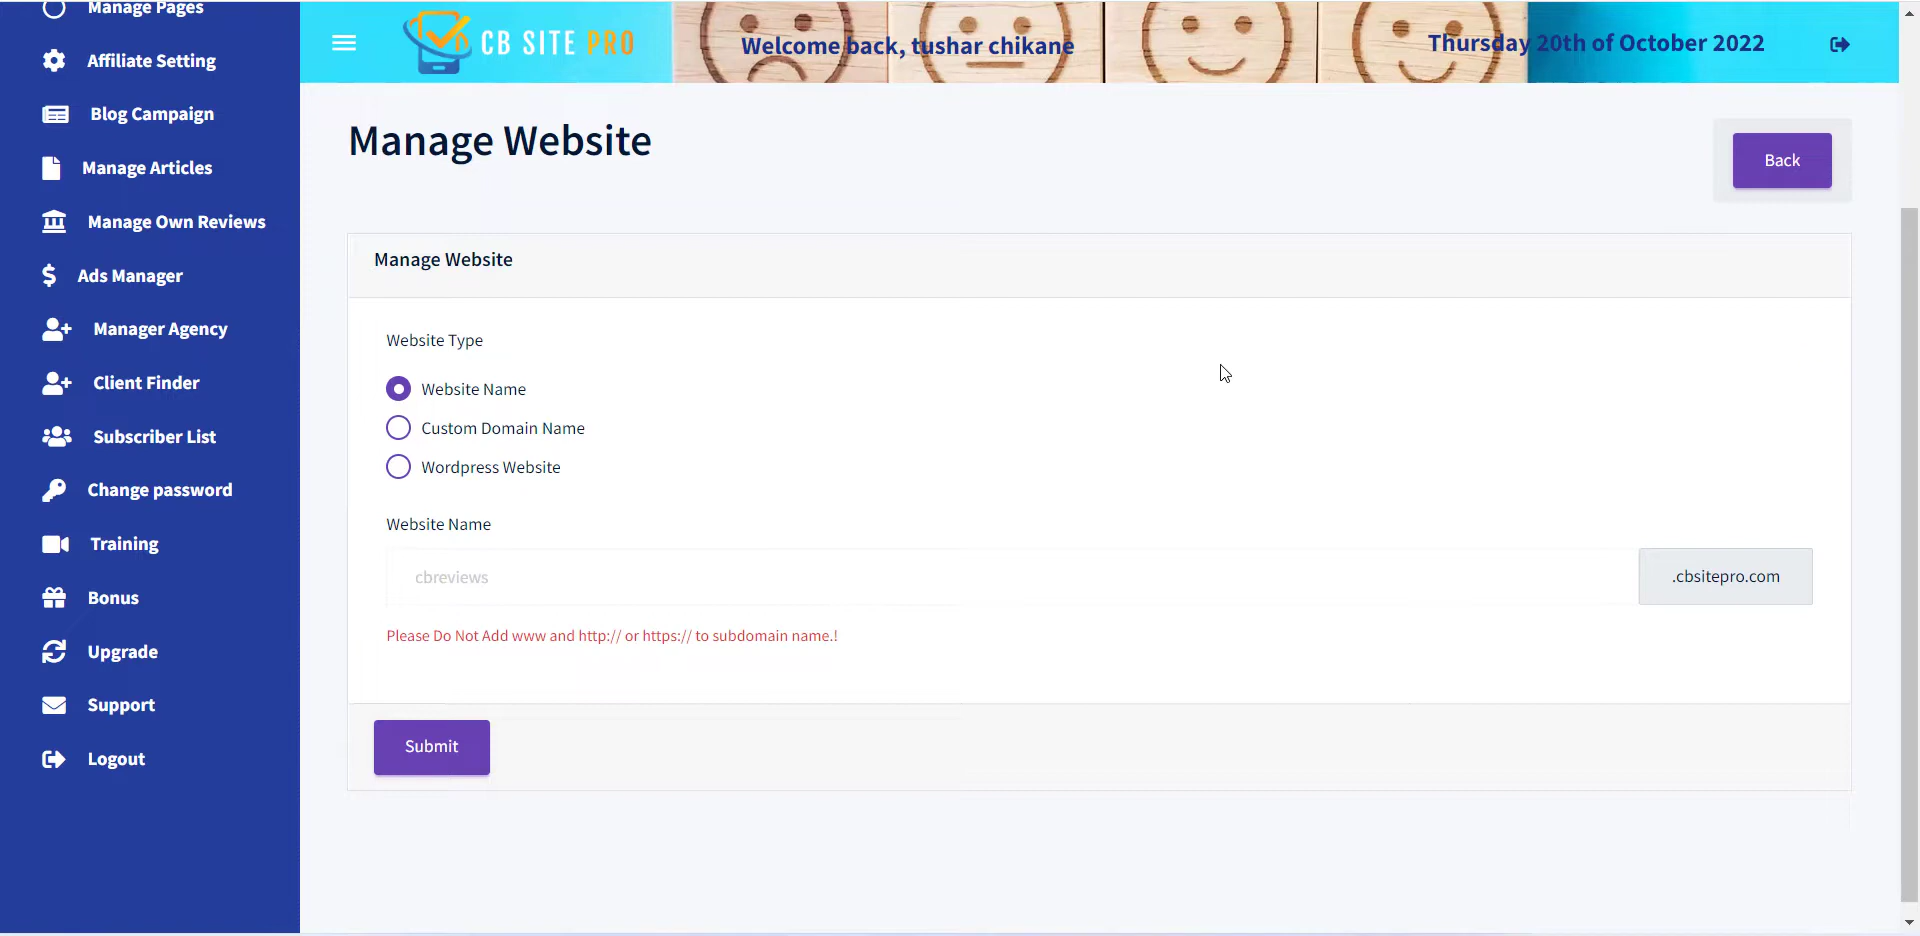 Manage Pages
Affiliate Setting
Blog Campaign
Manage Articles
Manage Own Reviews
Ads Manager
Manager Agency
Client Finder
Subscriber List
Change password
Training
Bonus
Upgrade
Support
Logout
CB SITE PRO
Welcome back, tushar chikane
Thursday 20th of October 2022
Manage Website
Back
Manage Website
Website Type
Website Name
Custom Domain Name
Wordpress Website
Website Name
cbreviews
.cbsitepro.com
Please Do Not Add www and http:// or https:// to subdomain name.!
Submit